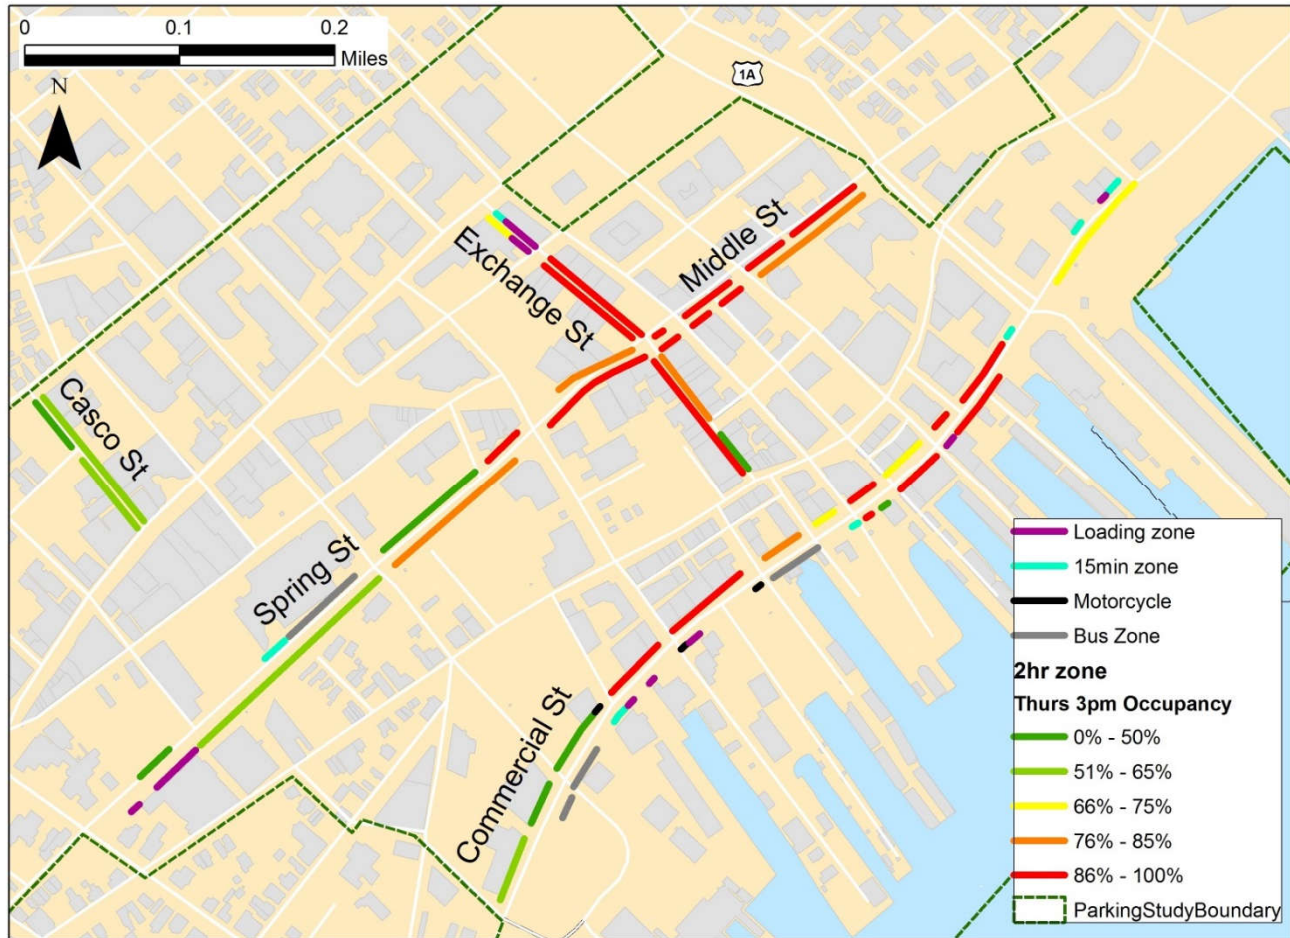 0 0.1 0.2
Miles
N
1A
Middle St
Exchange St
Casco St
Spring St
Commercial St
Loading zone
15min zone
Motorcycle
Bus Zone
2hr zone
Thurs 3pm Occupancy
0% - 50%
51% - 65%
66% - 75%
76% - 85%
86% - 100%
ParkingStudyBoundary